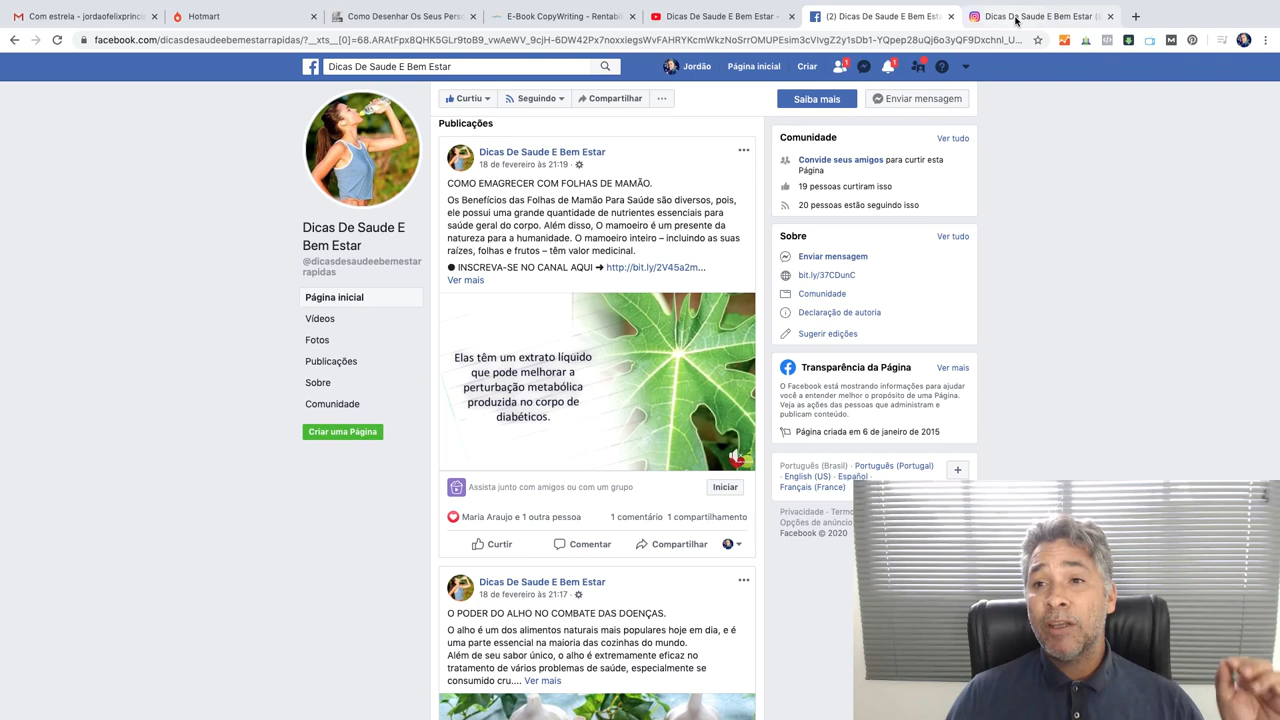 Com estrela - jordaofelixprinci
Hotmart
Como Desenhar Os Seus Perso
E-Book CopyWriting - Rentabil
Dicas De Saude E Bem Estar -
(2) Dicas De Saude E Bem Esta
Dicas De Saude E Bem Estar (
Dicas De Saude E Bem Estar
Jordão
Página inicial
Criar
1
1
Curtiu
Seguindo
Compartilhar
Saiba mais
Enviar mensagem
Dicas De Saude E
Bem Estar
@dicasdesaudeebemestar
rapidas
Página inicial
Vídeos
Fotos
Publicações
Sobre
Comunidade
Criar uma Página
Publicações
Dicas De Saude E Bem Estar
18 de fevereiro às 21:19 ·
COMO EMAGRECER COM FOLHAS DE MAMÃO.
Os Benefícios das Folhas de Mamão Para Saúde são diversos, pois,
ele possui uma grande quantidade de nutrientes essenciais para
saúde geral do corpo. Além disso, O mamoeiro é um presente da
natureza para a humanidade. O mamoeiro inteiro – incluindo as suas
raízes, folhas e frutos – têm valor medicinal.
● INSCREVA-SE NO CANAL AQUI ➜ http://bit.ly/2V45a2m...
Ver mais
Elas têm um extrato líquido
que pode melhorar a
perturbação metabólica
produzida no corpo de
diabéticos.
Assista junto com amigos ou com um grupo
Iniciar
Maria Araujo e 1 outra pessoa
1 comentário 1 compartilhamento
Curtir
Comentar
Compartilhar
Dicas De Saude E Bem Estar
18 de fevereiro às 21:17 ·
O PODER DO ALHO NO COMBATE DAS DOENÇAS.
O alho é um dos alimentos naturais mais populares hoje em dia, e é
uma parte essencial na maioria das cozinhas do mundo.
Além de seu sabor único, o alho é extremamente eficaz no
tratamento de vários problemas de saúde, especialmente se
consumido cru.... Ver mais
Comunidade
Ver tudo
Convide seus amigos para curtir esta
Página
19 pessoas curtiram isso
20 pessoas estão seguindo isso
Sobre
Ver tudo
Enviar mensagem
bit.ly/37CDunC
Comunidade
Declaração de autoria
Sugerir edições
Transparência da Página
Ver mais
O Facebook está mostrando informações para ajudar
você a entender melhor o propósito de uma Página.
Veja as ações das pessoas que administram e
publicam conteúdo.
Página criada em 6 de janeiro de 2015
Português (Brasil) · Português (Portugal)
· English (US) · Español ·
Français (France)
Privacidade · Termo
Opções de anúncio
Facebook © 2020